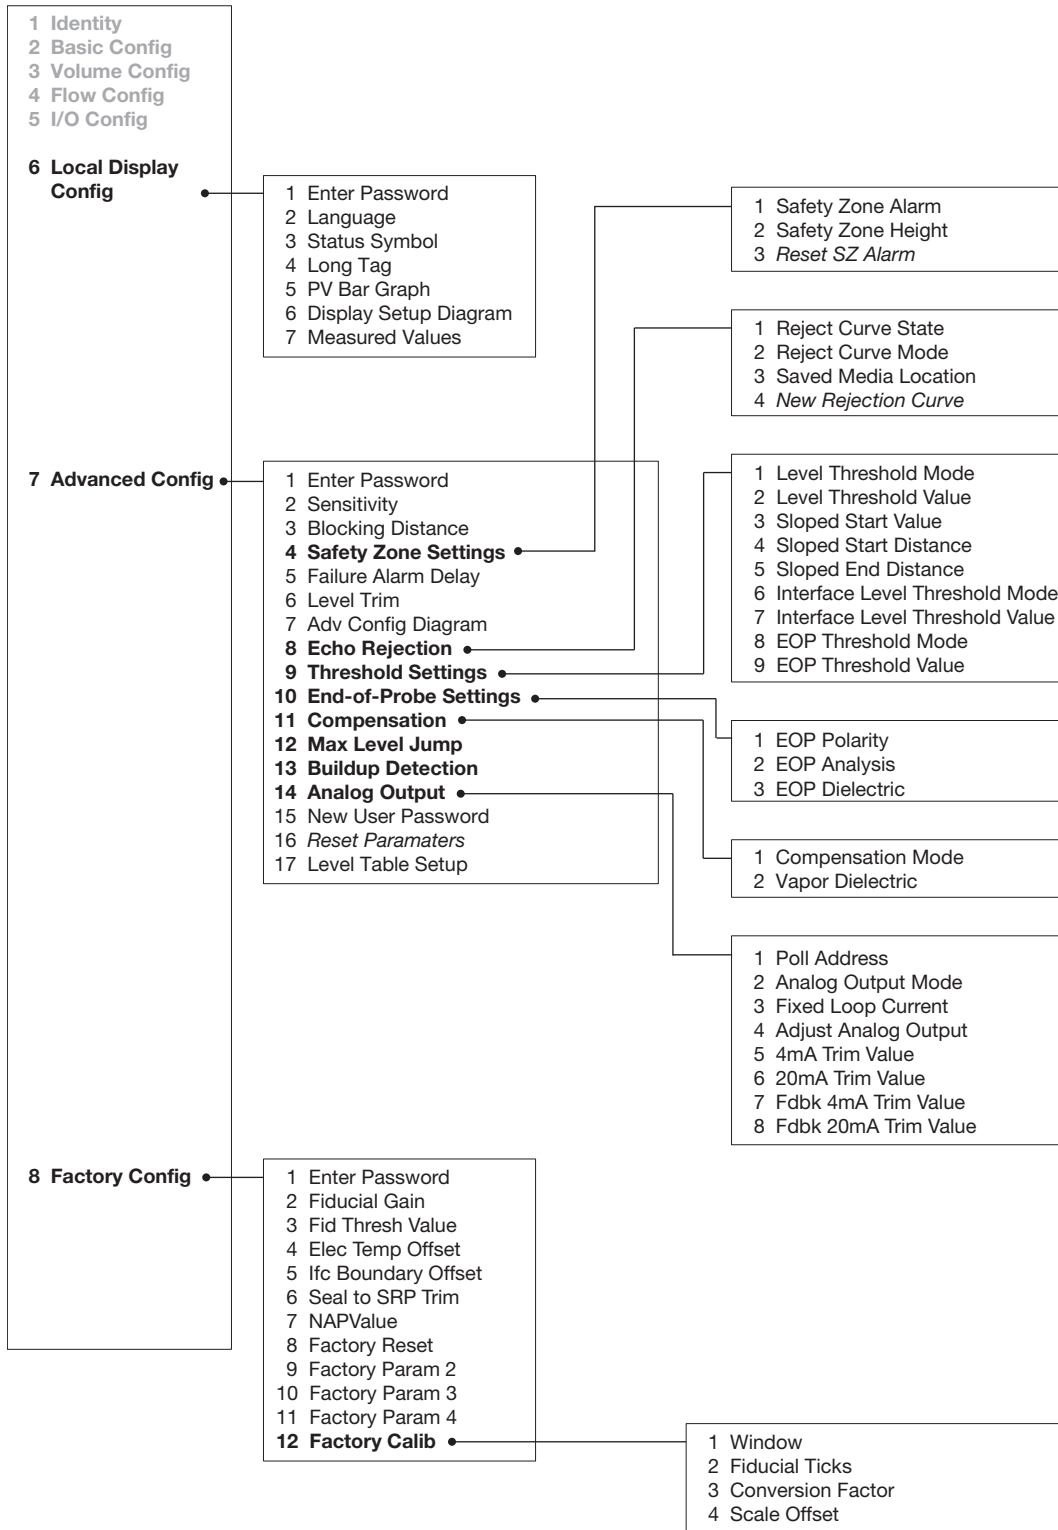 1 Identity
2 Basic Config
3 Volume Config
4 Flow Config
5 I/O Config
6 Local Display
Config
1 Enter Password
2 Language
3 Status Symbol
4 Long Tag
5 PV Bar Graph
6 Display Setup Diagram
7 Measured Values
7 Advanced Config
1 Enter Password
2 Sensitivity
3 Blocking Distance
4 Safety Zone Settings
5 Failure Alarm Delay
6 Level Trim
7 Adv Config Diagram
8 Echo Rejection
9 Threshold Settings
10 End-of-Probe Settings
11 Compensation
12 Max Level Jump
13 Buildup Detection
14 Analog Output
15 New User Password
16 Reset Paramaters
17 Level Table Setup
1 Safety Zone Alarm
2 Safety Zone Height
3 Reset SZ Alarm
1 Reject Curve State
2 Reject Curve Mode
3 Saved Media Location
4 New Rejection Curve
1 Level Threshold Mode
2 Level Threshold Value
3 Sloped Start Value
4 Sloped Start Distance
5 Sloped End Distance
6 Interface Level Threshold Mode
7 Interface Level Threshold Value
8 EOP Threshold Mode
9 EOP Threshold Value
1 EOP Polarity
2 EOP Analysis
3 EOP Dielectric
1 Compensation Mode
2 Vapor Dielectric
1 Poll Address
2 Analog Output Mode
3 Fixed Loop Current
4 Adjust Analog Output
5 4mA Trim Value
6 20mA Trim Value
7 Fdbk 4mA Trim Value
8 Fdbk 20mA Trim Value
8 Factory Config
1 Enter Password
2 Fiducial Gain
3 Fid Thresh Value
4 Elec Temp Offset
5 Ifc Boundary Offset
6 Seal to SRP Trim
7 NAPValue
8 Factory Reset
9 Factory Param 2
10 Factory Param 3
11 Factory Param 4
12 Factory Calib
1 Window
2 Fiducial Ticks
3 Conversion Factor
4 Scale Offset